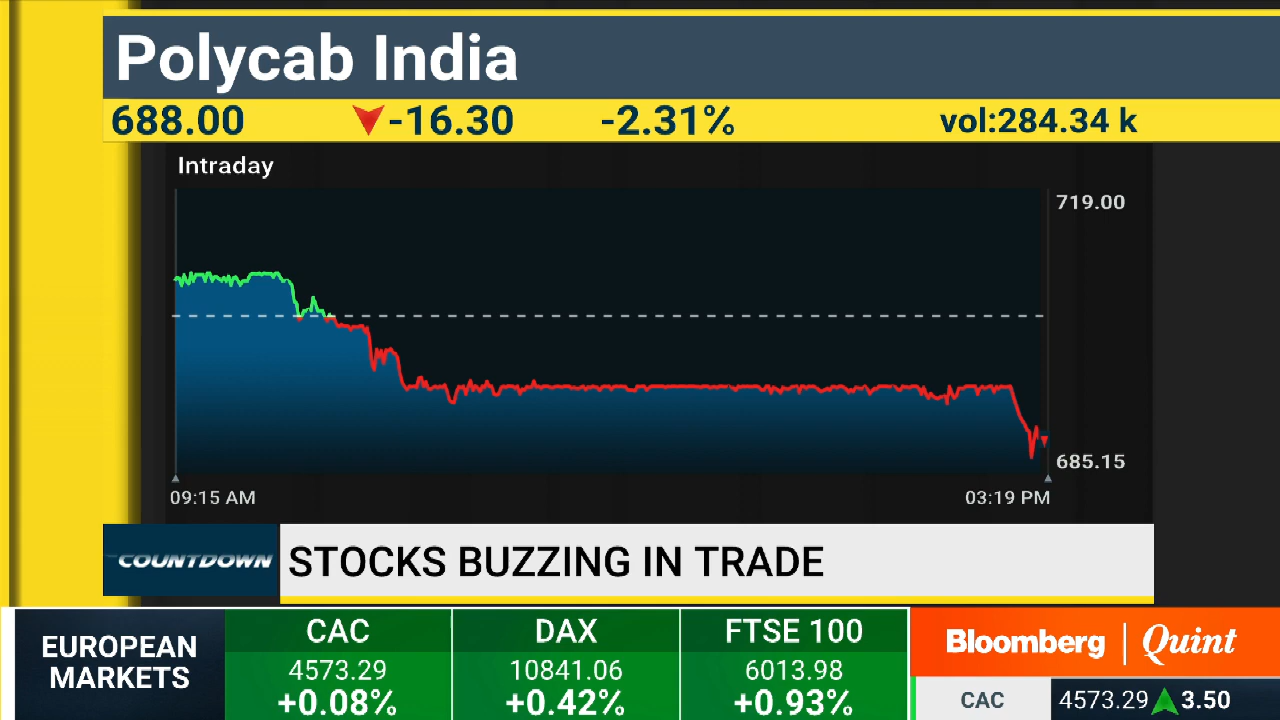 Polycab India
688.00 ▼-16.30 -2.31% vol:284.34 k
Intraday
719.00
685.15
09:15 AM 03:19 PM
COUNTDOWN STOCKS BUZZING IN TRADE
EUROPEAN
MARKETS
CAC
4573.29
+0.08%
DAX
10841.06
+0.42%
FTSE 100
6013.98
+0.93%
Bloomberg | Quint
CAC 4573.29 ▲ 3.50